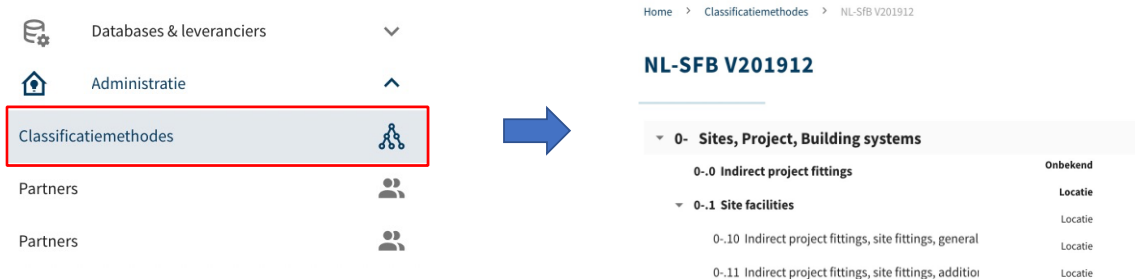 Databases & leveranciers
Administratie
Classificatiemethodes
Partners
Partners
Home > Classificatiemethodes > NL-SfB V201912
NL-SFB V201912
0- Sites, Project, Building systems
0-.0 Indirect project fittings Onbekend
Locatie
0-.1 Site facilities
Locatie
0-.10 Indirect project fittings, site fittings, general Locatie
0-.11 Indirect project fittings, site fittings, additior Locatie